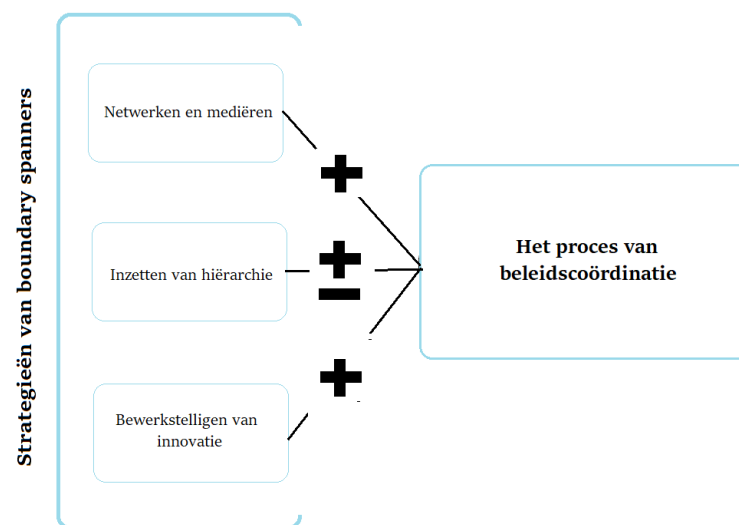 Strategieën van boundary spanners
Netwerken en mediëren
+
Inzetten van hiërarchie
+
−
Bewerkstelligen van
innovatie
+
Het proces van
beleidscoördinatie